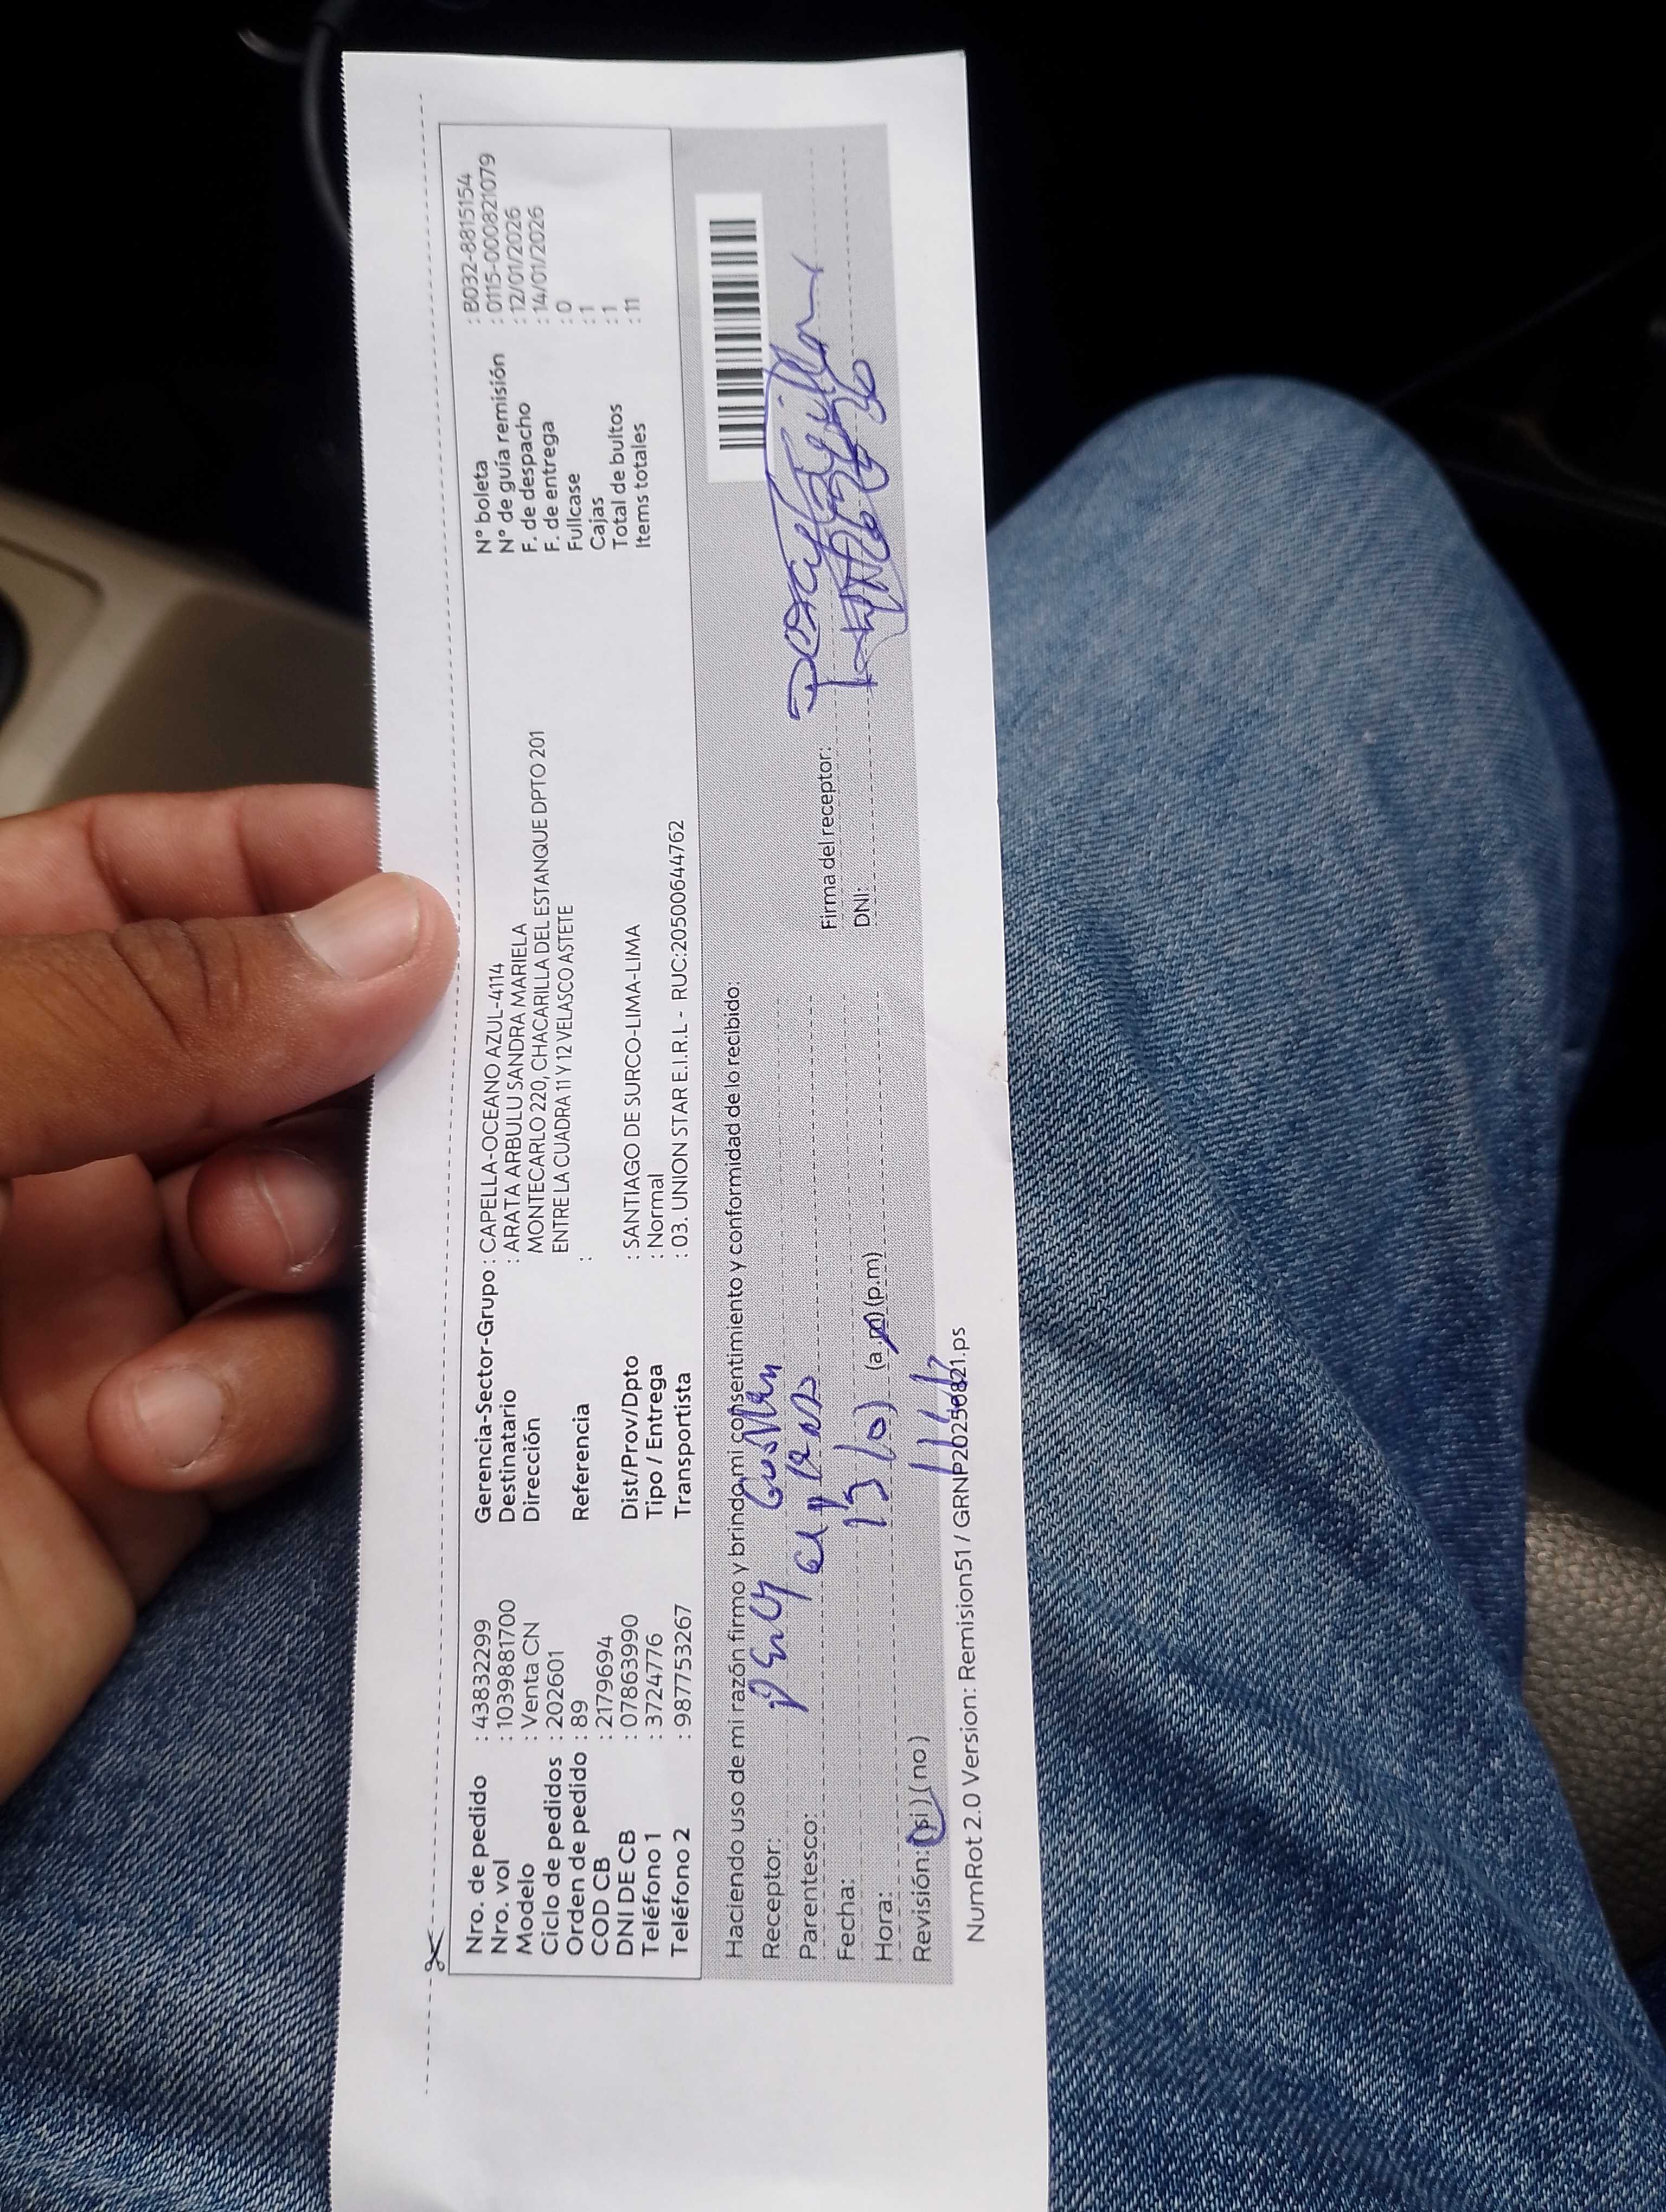 Nro. de pedido : 43832299
Nro. vol : 1039881700
Modelo : Venta CN
Ciclo de pedidos : 202601
Orden de pedido : 89
COD CB : 2179694
DNI DE CB : 07863990
Teléfono 1 : 3724776
Teléfono 2 : 987753267
Gerencia-Sector-Grupo : CAPELLA-OCEANO AZUL-4114
Destinatario : ARATA ARBULU SANDRA MARIELA
Dirección MONTECARLO 220, CHACARILLA DEL ESTANQUE DPTO 201
ENTRE LA CUADRA 11 Y 12 VELASCO ASTETE
Referencia :
Dist/Prov/Dpto : SANTIAGO DE SURCO-LIMA-LIMA
Tipo / Entrega : Normal
Transportista : 03. UNION STAR E.I.R.L - RUC:20500644762
N° boleta : B032-8815154
N° de guía remisión : 0115-0000821079
F. de despacho : 12/01/2026
F. de entrega : 14/01/2026
Fullcase : 0
Cajas : 1
Total de bultos : 1
Items totales : 11
Haciendo uso de mi razón firmo y brindo mi consentimiento y conformidad de lo recibido:
Receptor:
Parentesco:
Fecha:
Hora: (a.m) (p.m)
Revisión: (si) (no)
Firma del receptor:
DNI:
NumRot 2.0 Version: Remision51 / GRNP20250821.ps